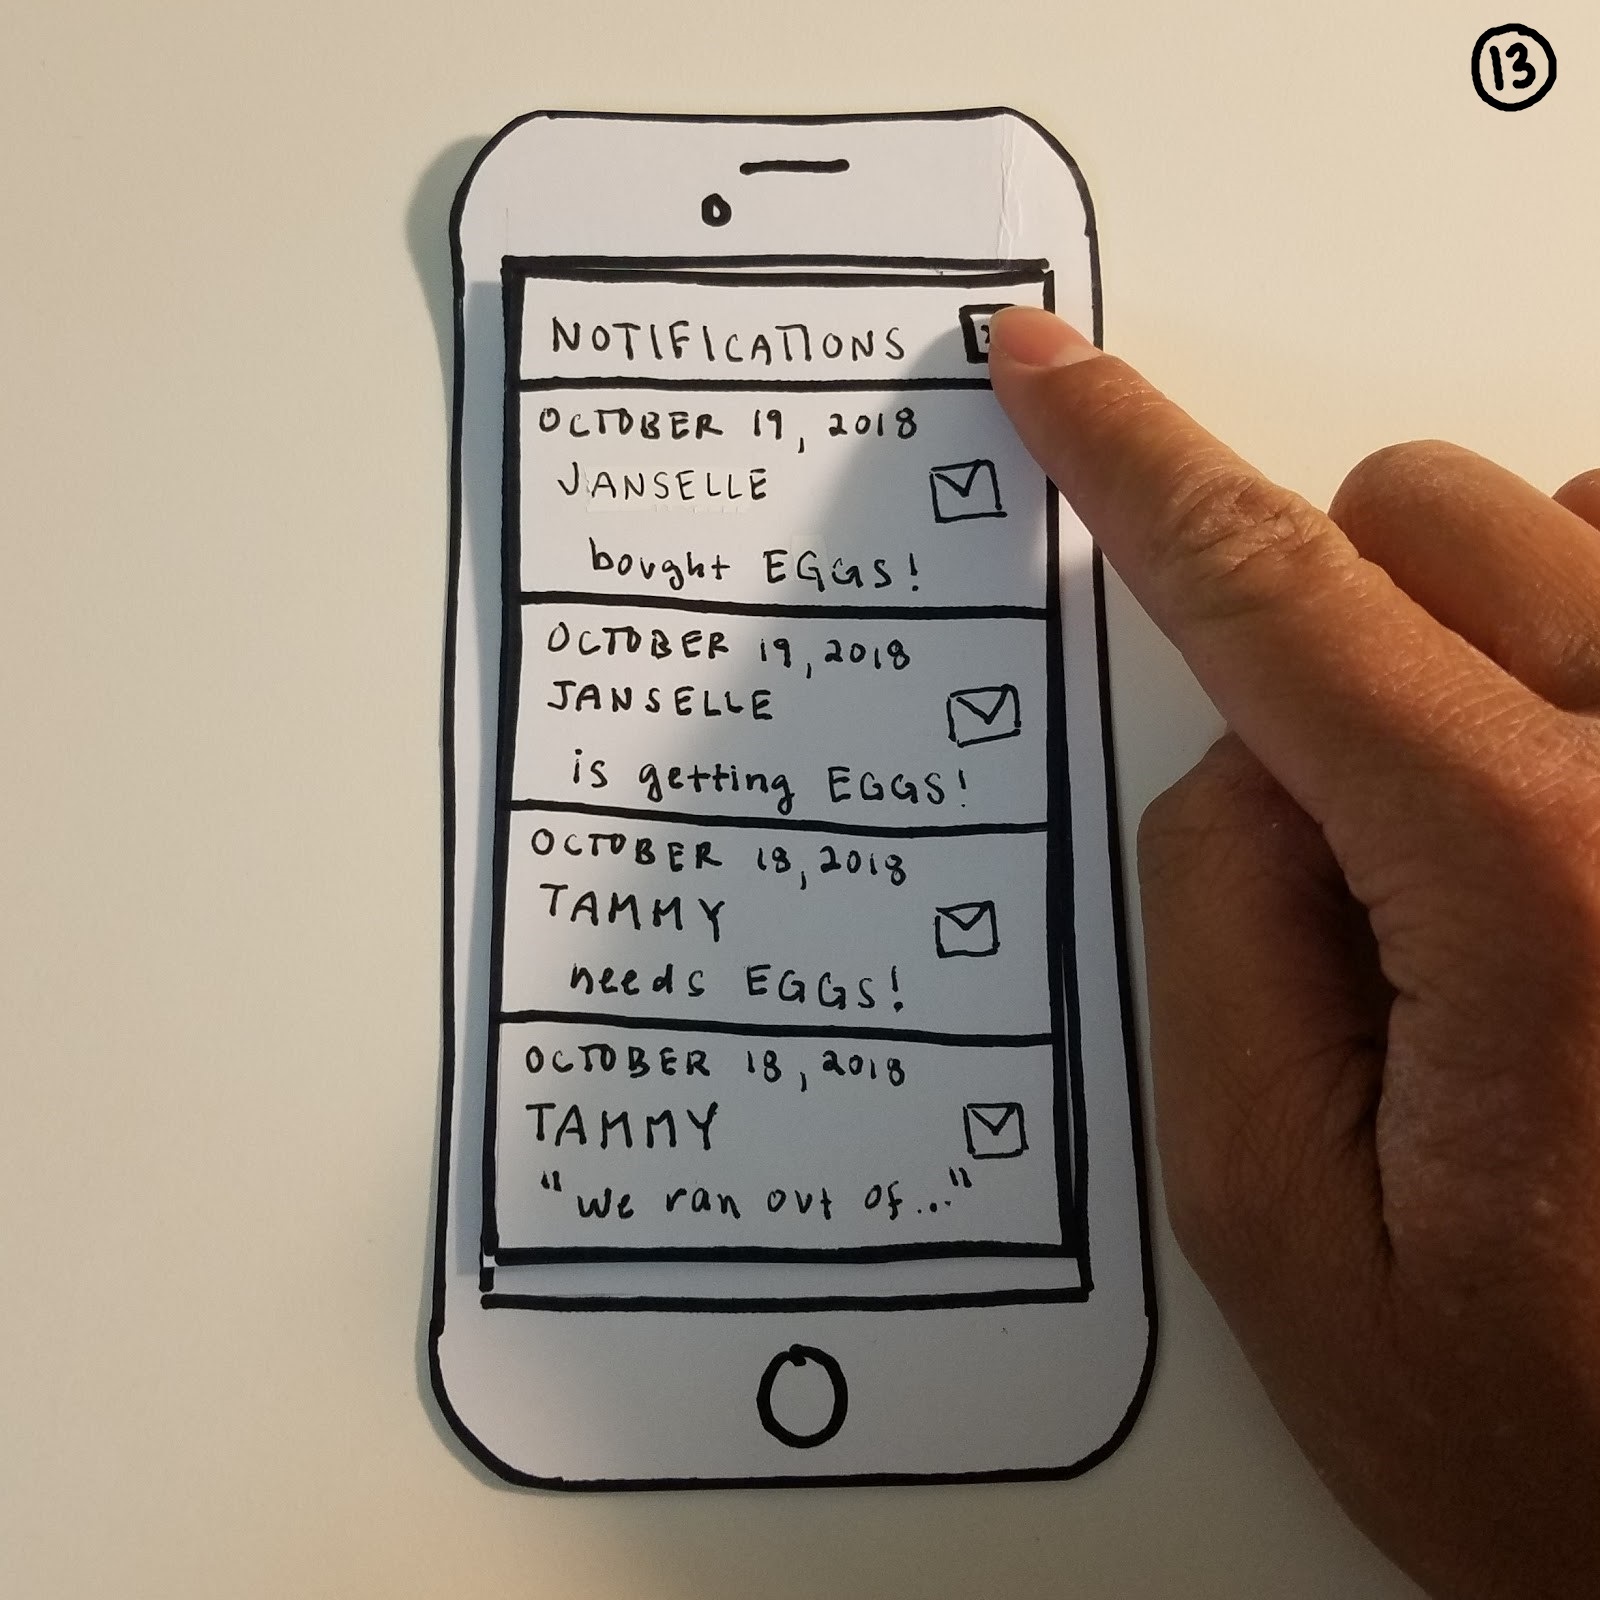 13
NOTIFICATIONS
OCTOBER 19, 2018
JANSELLE
bought EGGS!
OCTOBER 19, 2018
JANSELLE
is getting EGGS!
OCTOBER 18, 2018
TAMMY
needs EGGS!
OCTOBER 18, 2018
TAMMY
"we ran out of..."